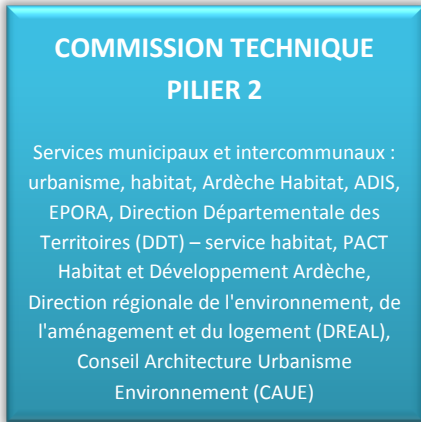 COMMISSION TECHNIQUE
PILIER 2
Services municipaux et intercommunaux :
urbanisme, habitat, Ardèche Habitat, ADIS,
EPORA, Direction Départementale des
Territoires (DDT) – service habitat, PACT
Habitat et Développement Ardèche,
Direction régionale de l'environnement, de
l'aménagement et du logement (DREAL),
Conseil Architecture Urbanisme
Environnement (CAUE)